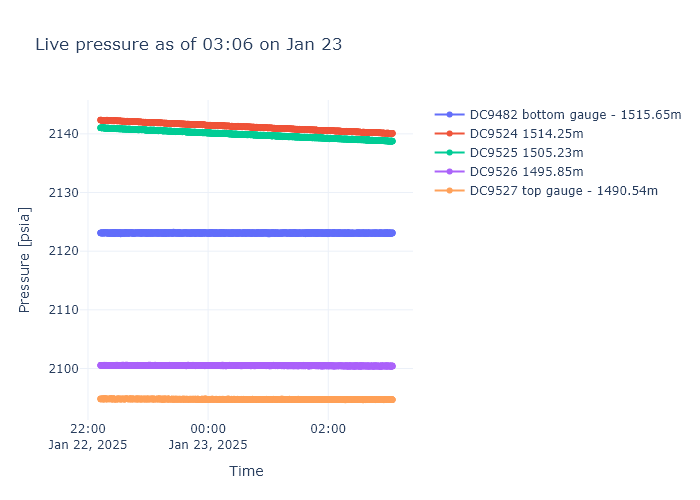 Live pressure as of 03:06 on Jan 23
DC9482 bottom gauge - 1515.65m
DC9524 1514.25m
DC9525 1505.23m
DC9526 1495.85m
DC9527 top gauge - 1490.54m
Pressure [psia]
2140
2130
2120
2110
2100
22:00
Jan 22, 2025
00:00
Jan 23, 2025
02:00
Time